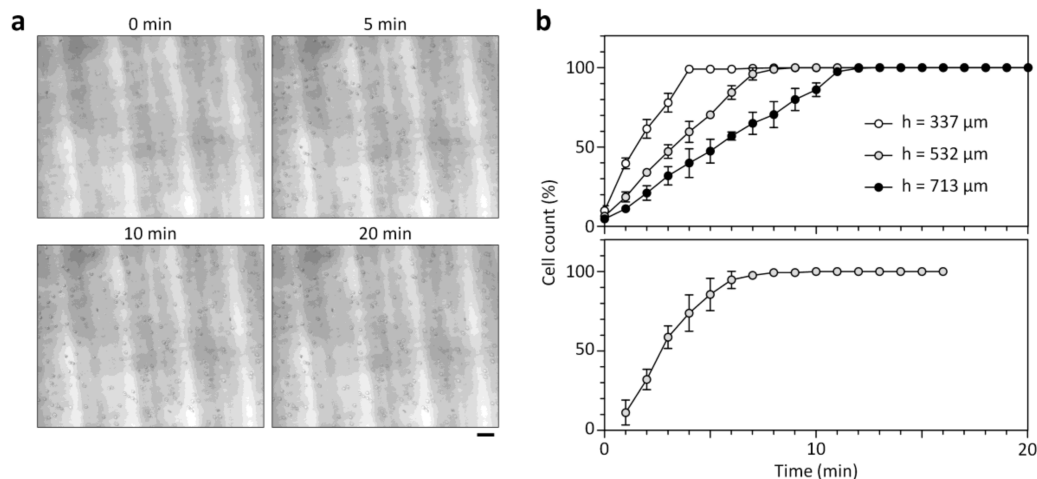 a
0 min
5 min
10 min
20 min
b
100
50
0
h = 337 µm
h = 532 µm
h = 713 µm
Cell count (%)
100
50
0
0
10
20
Time (min)